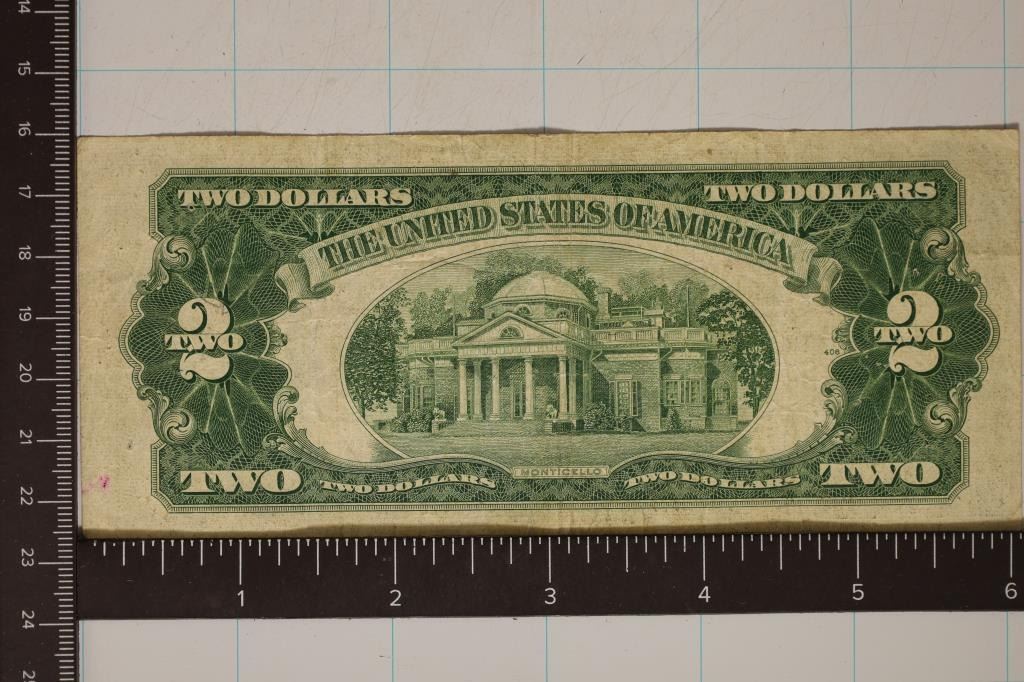 14
15
16
17
18
19
20
21
22
23
24
25
TWO DOLLARS TWO DOLLARS
THE UNITED STATES OF AMERICA
2 TWO 2 TWO
406
MONTICELLO
TWO TWO DOLLARS TWO DOLLARS TWO
1 2 3 4 5 6